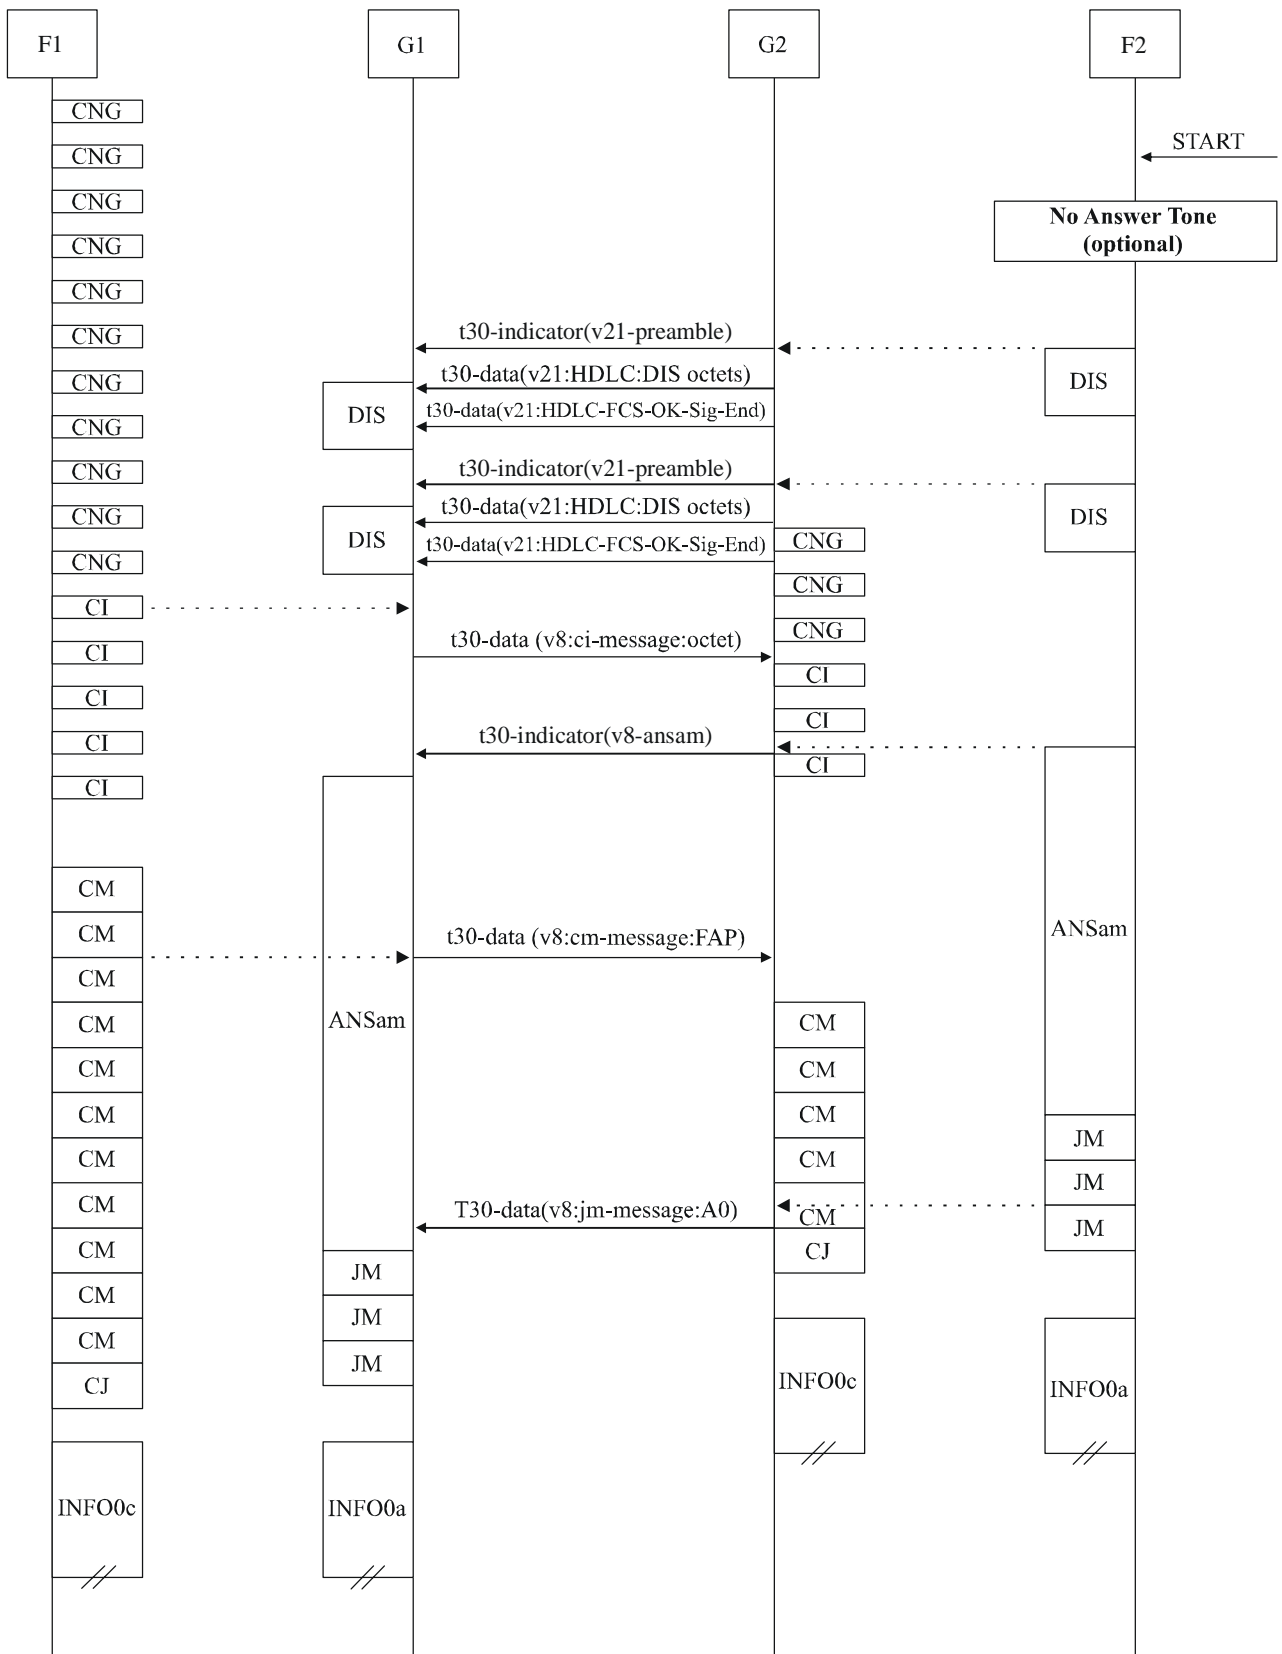 F1
G1
G2
F2
CNG
START
CNG
CNG
No Answer Tone
(optional)
CNG
CNG
CNG
t30-indicator(v21-preamble)
CNG
t30-data(v21:HDLC:DIS octets)
DIS
DIS
t30-data(v21:HDLC-FCS-OK-Sig-End)
CNG
CNG
t30-indicator(v21-preamble)
CNG
t30-data(v21:HDLC:DIS octets)
DIS
DIS
t30-data(v21:HDLC-FCS-OK-Sig-End)
CNG
CNG
CNG
CI
CNG
t30-data (v8:ci-message:octet)
CI
CI
CI
CI
t30-indicator(v8-ansam)
CI
CI
CI
CM
CM
t30-data (v8:cm-message:FAP)
ANSam
CM
ANSam
CM
CM
CM
CM
CM
CM
JM
CM
CM
JM
CM
T30-data(v8:jm-message:A0)
CM
JM
CM
CJ
JM
CM
JM
CM
JM
CJ
INFO0c
INFO0a
INFO0c
INFO0a